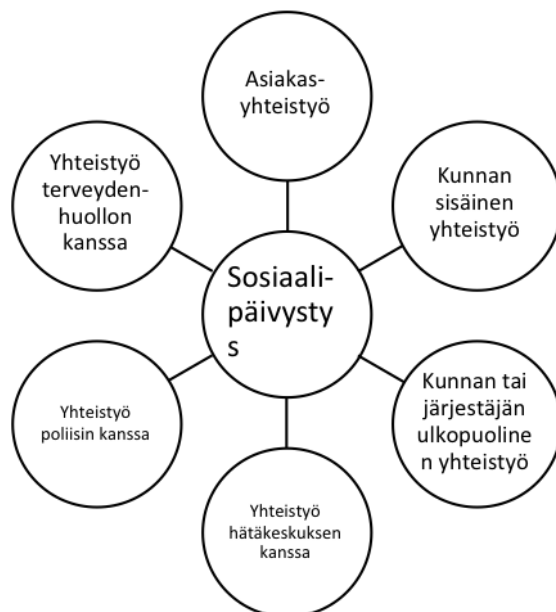 Asiakas-
yhteistyö
Yhteistyö
terveyden-
huollon
kanssa
Kunnan
sisäinen
yhteistyö
Sosiaali-
päivysty
s
Yhteistyö
poliisin kanssa
Kunnan tai
järjestäjän
ulkopuoline
n yhteistyö
Yhteistyö
hätäkeskuksen
kanssa